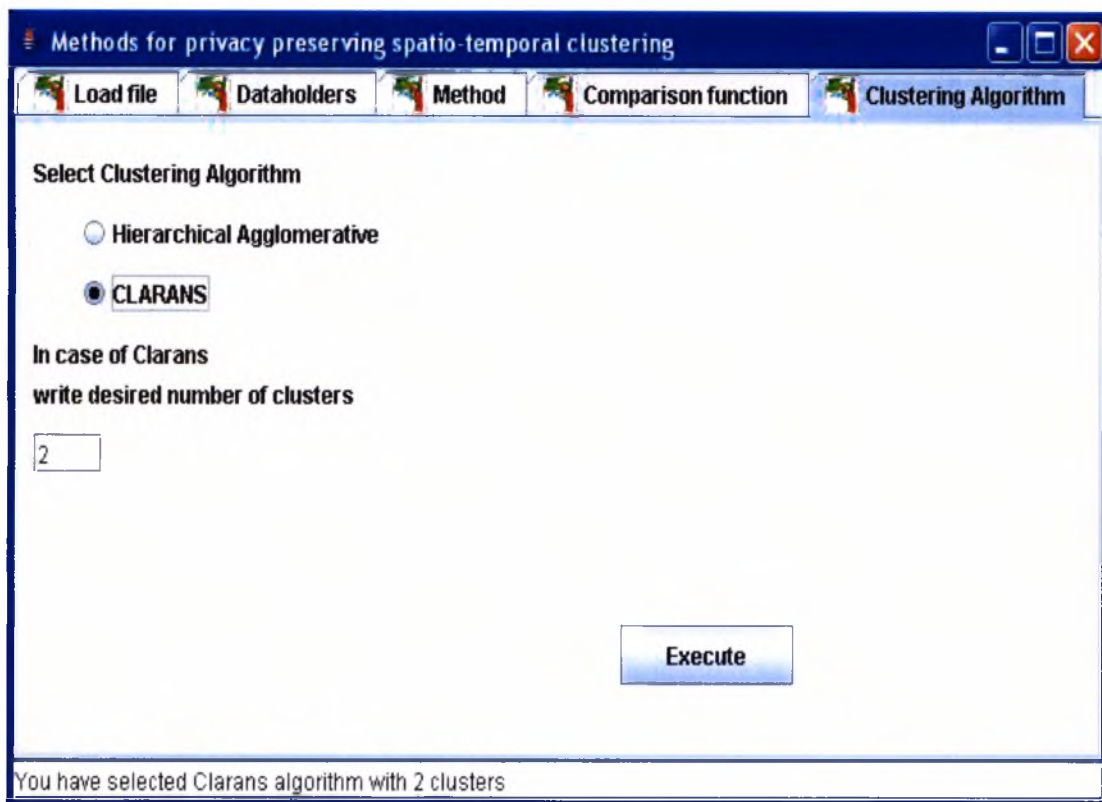 Methods for privacy preserving spatio-temporal clustering
Load file Dataholders Method Comparison function Clustering Algorithm
Select Clustering Algorithm
Hierarchical Agglomerative
CLARANS
In case of Clarans
write desired number of clusters
2
Execute
You have selected Clarans algorithm with 2 clusters